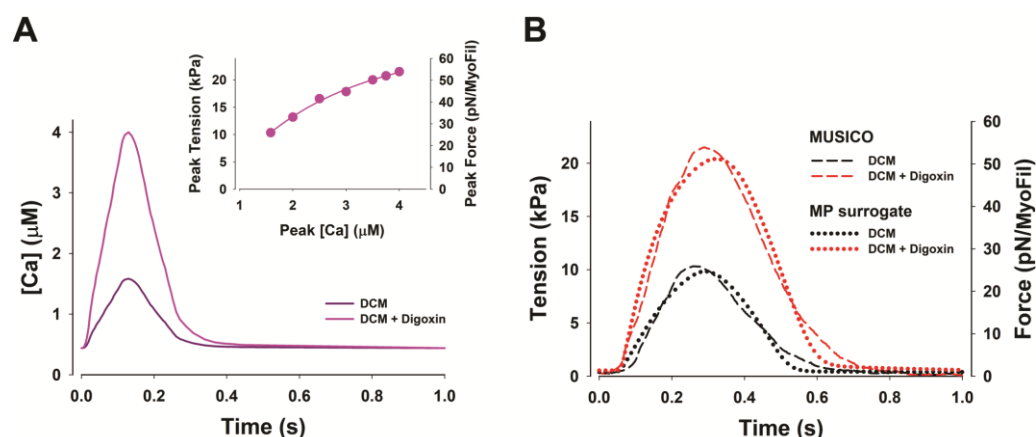 A
[Ca] (μM)
4
3
2
1
0
0.0 0.2 0.4 0.6 0.8 1.0
Time (s)
DCM
DCM + Digoxin
Peak Tension (kPa)
20
15
10
5
0
1 2 3 4
Peak [Ca] (μM)
60
50
40
30
20
10
0
Peak Force (pN/MyoFil)
B
Tension (kPa)
20
15
10
5
0
0.0 0.2 0.4 0.6 0.8 1.0
Time (s)
MUSICO
DCM
DCM + Digoxin
MP surrogate
DCM
DCM + Digoxin
60
50
40
30
20
10
0
Force (pN/MyoFil)